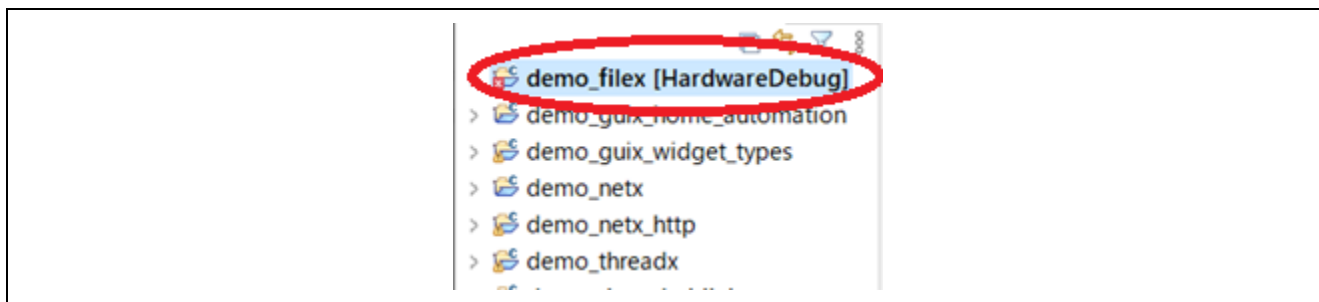 demo_filex [HardwareDebug]
demo_guix_home_automation
demo_guix_widget_types
demo_netx
demo_netx_http
demo_threadx